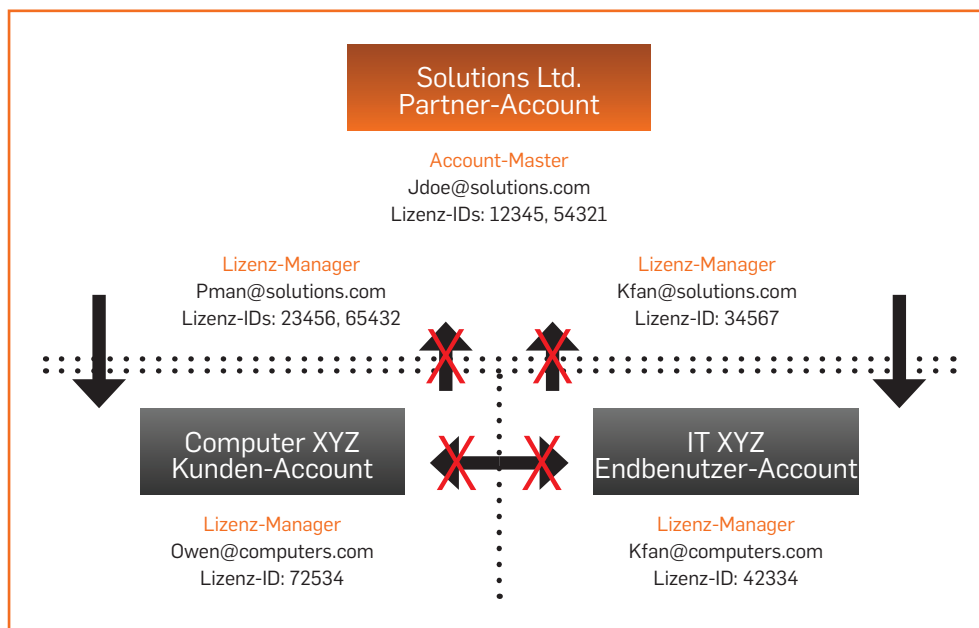 Solutions Ltd.
Partner-Account
Account-Master
Jdoe@solutions.com
Lizenz-IDs: 12345, 54321
Lizenz-Manager
Pman@solutions.com
Lizenz-IDs: 23456, 65432
Lizenz-Manager
Kfan@solutions.com
Lizenz-ID: 34567
Computer XYZ
Kunden-Account
Lizenz-Manager
Owen@computers.com
Lizenz-ID: 72534
IT XYZ
Endbenutzer-Account
Lizenz-Manager
Kfan@computers.com
Lizenz-ID: 42334